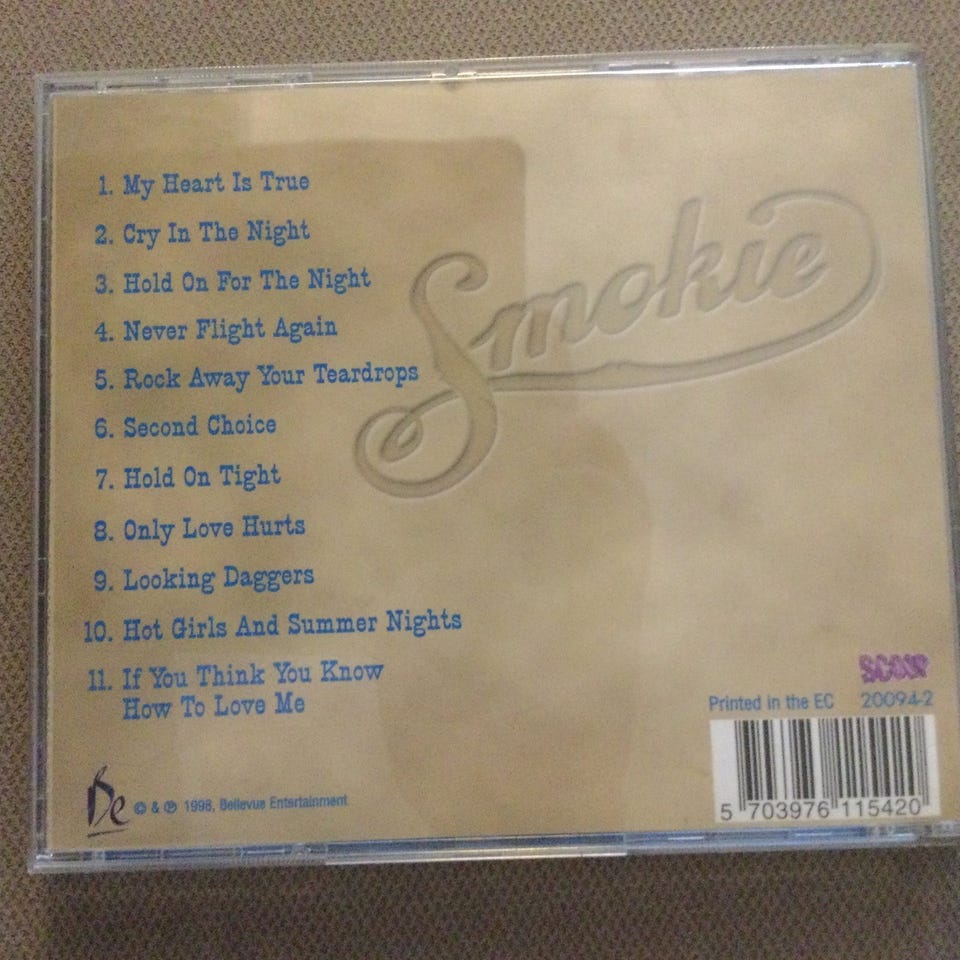 Smokie
1. My Heart Is True
2. Cry In The Night
3. Hold On For The Night
4. Never Flight Again
5. Rock Away Your Teardrops
6. Second Choice
7. Hold On Tight
8. Only Love Hurts
9. Looking Daggers
10. Hot Girls And Summer Nights
11. If You Think You Know
How To Love Me
Be © & ℗ 1998, Bellevue Entertainment
Printed in the EC 20094-2
5 703976 115420